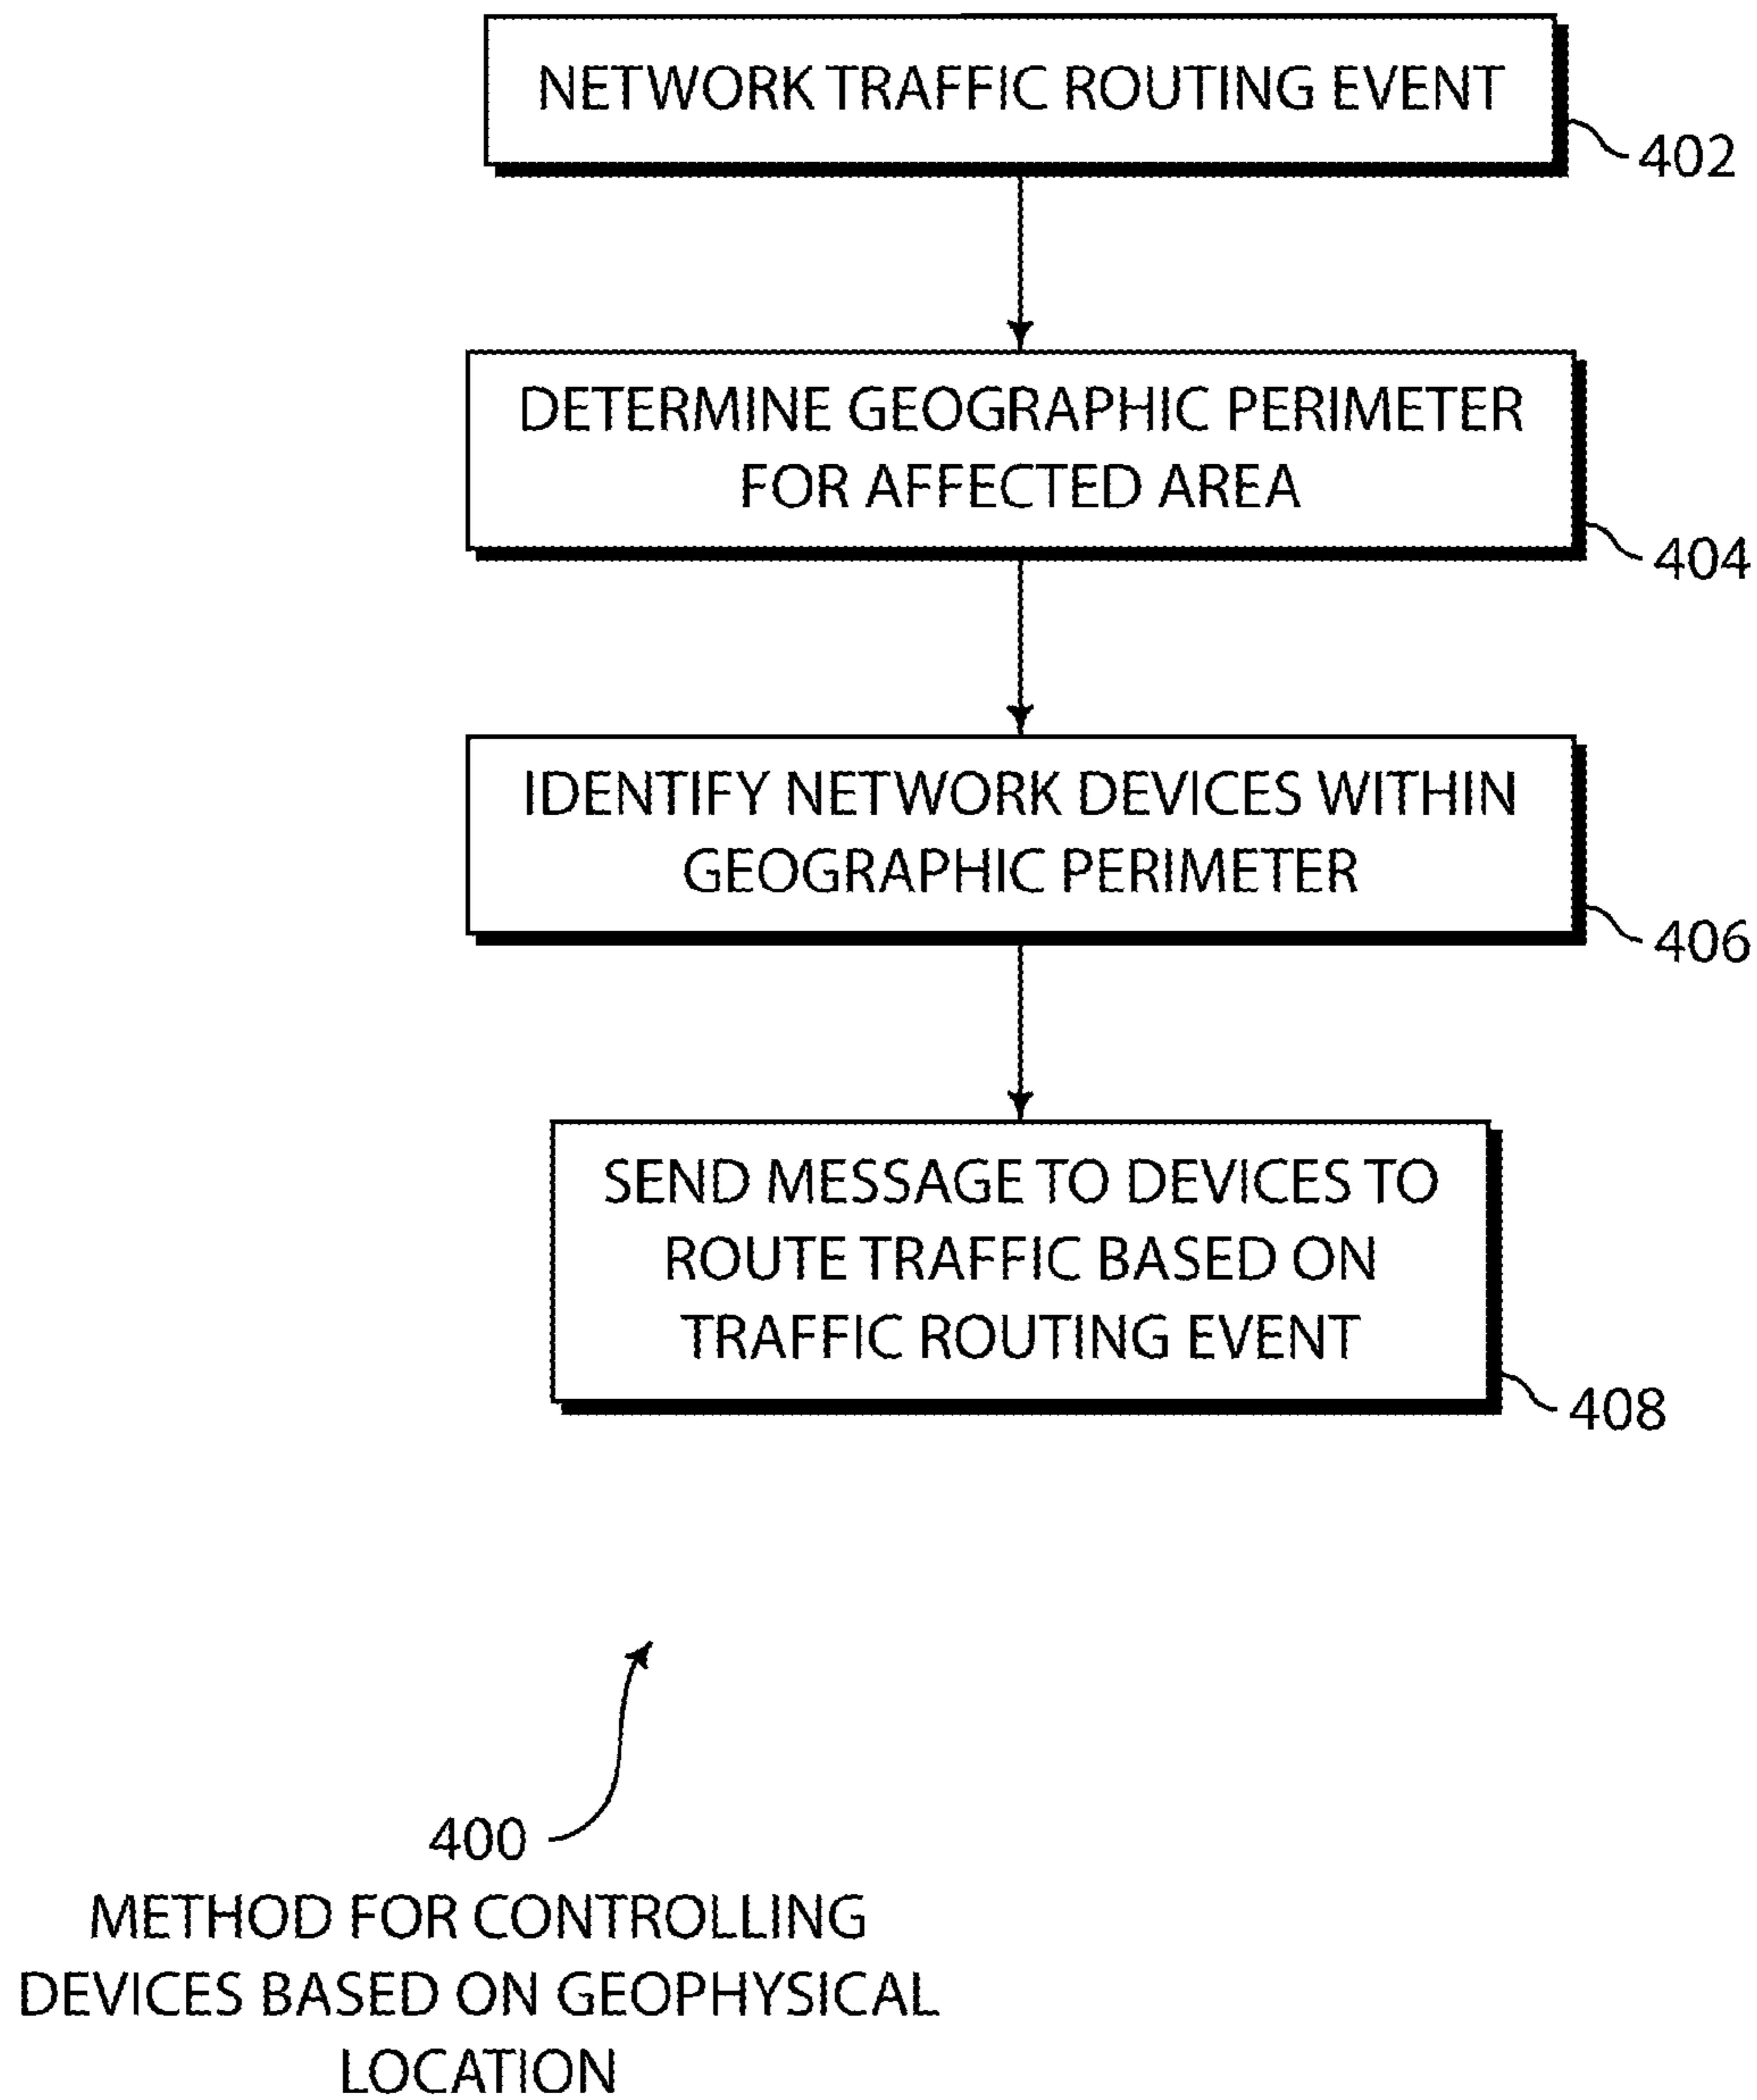 NETWORK TRAFFIC ROUTING EVENT
402
DETERMINE GEOGRAPHIC PERIMETER
FOR AFFECTED AREA
404
IDENTIFY NETWORK DEVICES WITHIN
GEOGRAPHIC PERIMETER
406
SEND MESSAGE TO DEVICES TO
ROUTE TRAFFIC BASED ON
TRAFFIC ROUTING EVENT
408
400
METHOD FOR CONTROLLING
DEVICES BASED ON GEOPHYSICAL
LOCATION